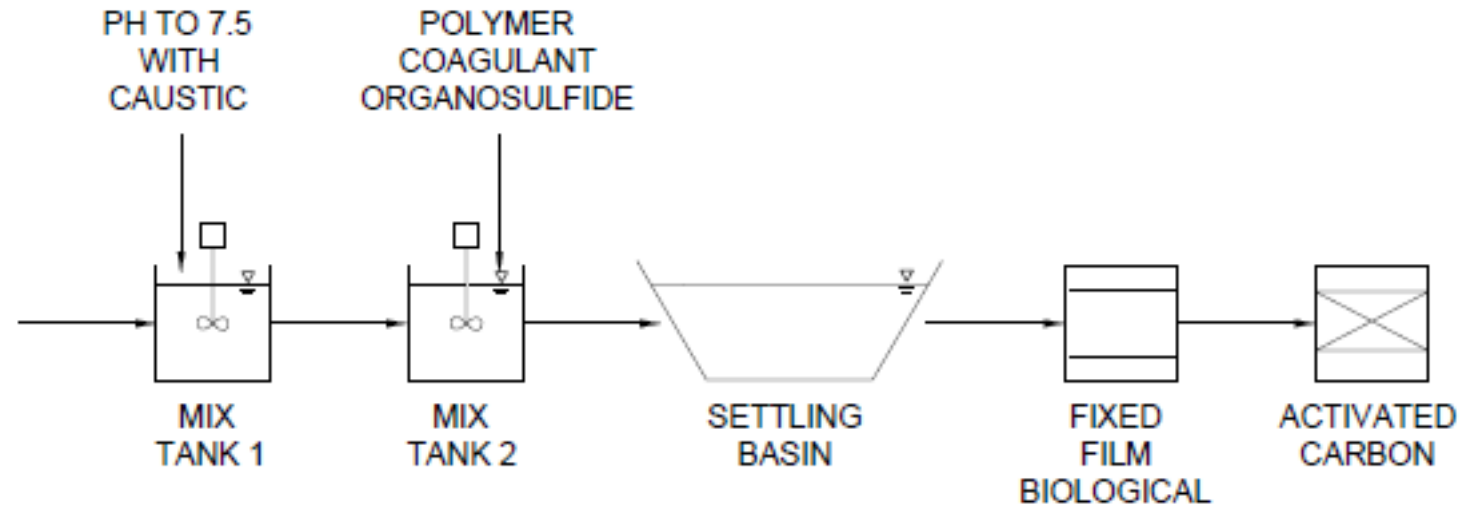 PH TO 7.5
WITH
CAUSTIC
POLYMER
COAGULANT
ORGANOSULFIDE
MIX
TANK 1
MIX
TANK 2
SETTLING
BASIN
FIXED
FILM
BIOLOGICAL
ACTIVATED
CARBON